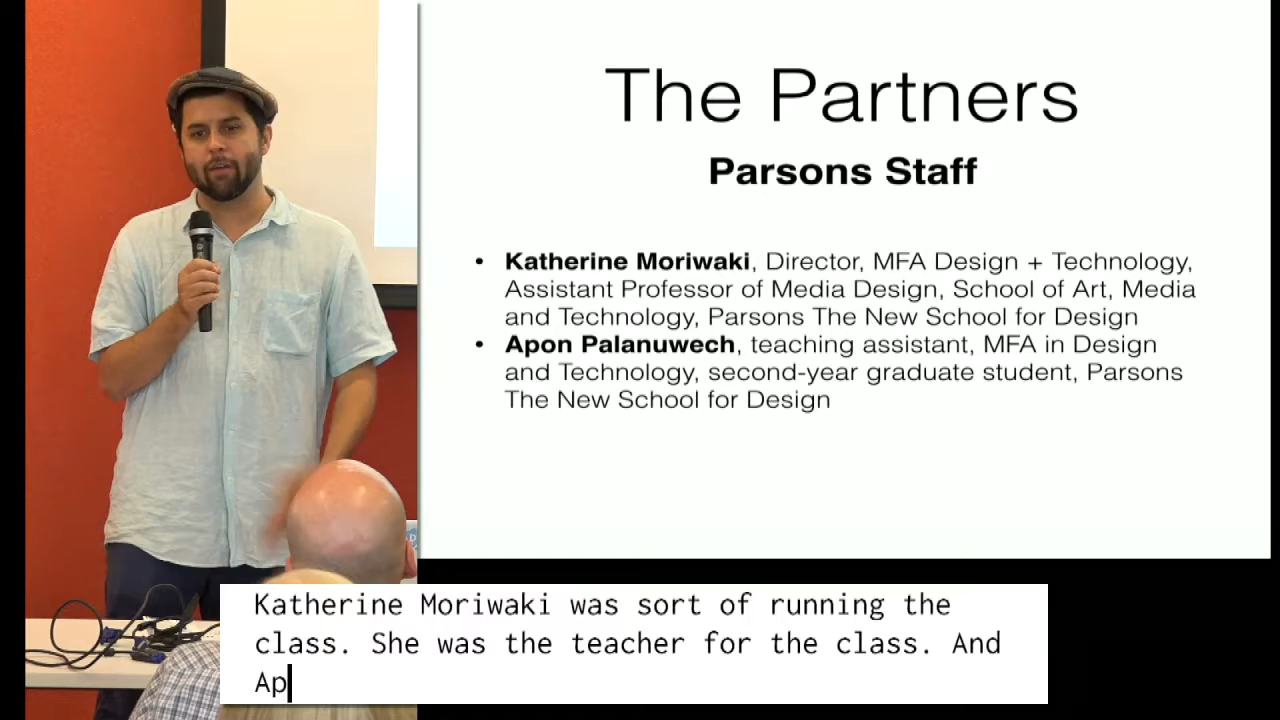 The Partners
Parsons Staff
• Katherine Moriwaki, Director, MFA Design + Technology,
Assistant Professor of Media Design, School of Art, Media
and Technology, Parsons The New School for Design
• Apon Palanuwech, teaching assistant, MFA in Design
and Technology, second-year graduate student, Parsons
The New School for Design
Katherine Moriwaki was sort of running the
class. She was the teacher for the class. And
Ap